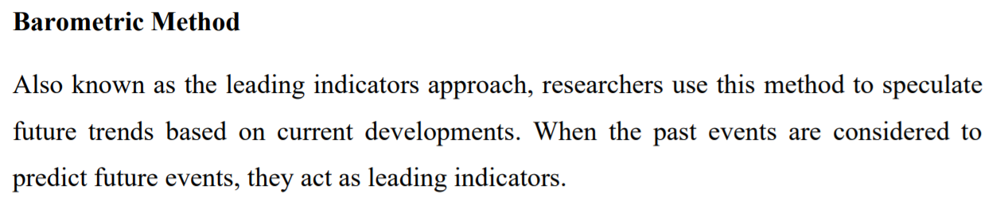 Barometric Method
Also known as the leading indicators approach, researchers use this method to speculate
future trends based on current developments. When the past events are considered to
predict future events, they act as leading indicators.